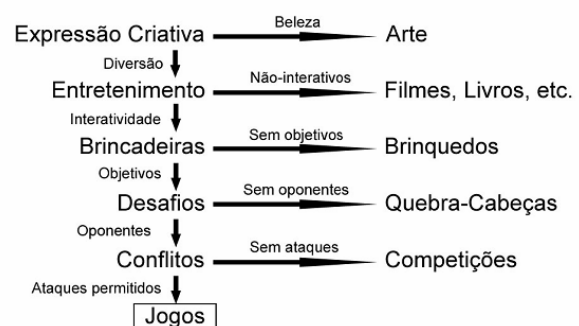 Expressão Criativa
Beleza
Arte
Diversão
Entretenimento
Não-interativos
Filmes, Livros, etc.
Interatividade
Brincadeiras
Sem objetivos
Brinquedos
Objetivos
Desafios
Sem oponentes
Quebra-Cabeças
Oponentes
Conflitos
Sem ataques
Competições
Ataques permitidos
Jogos